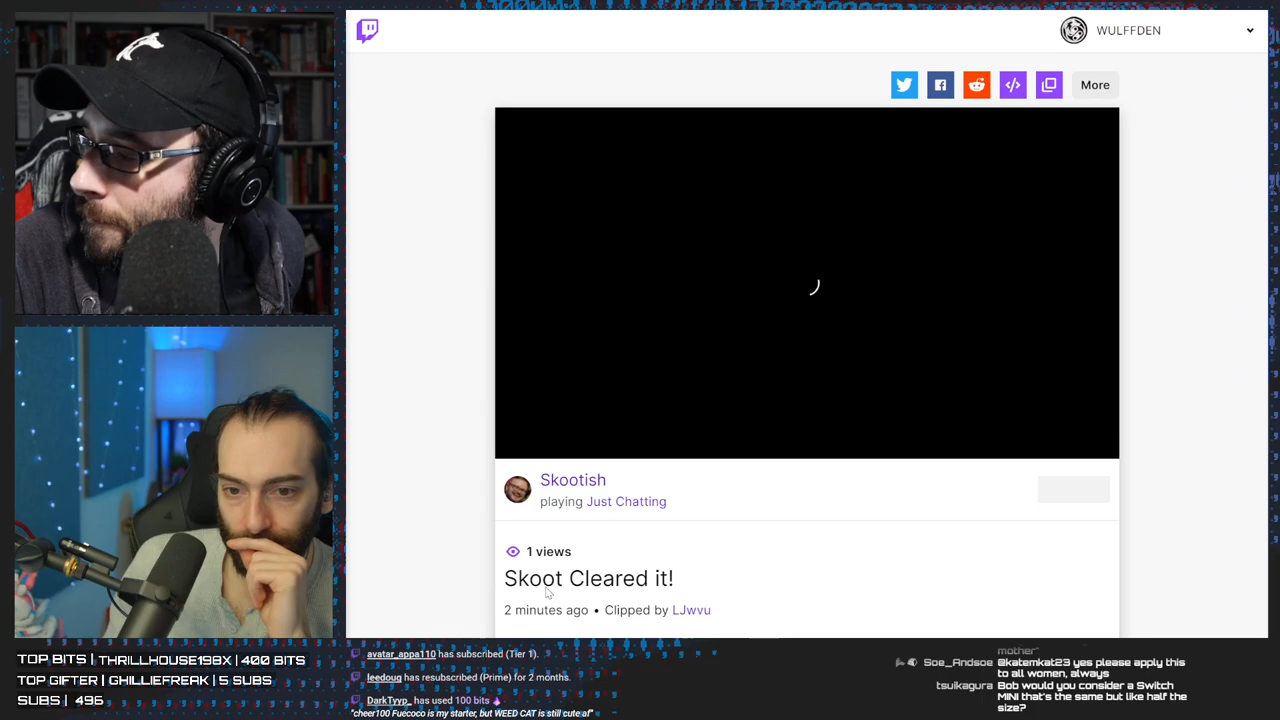 WULFFDEN
More
Skootish
playing Just Chatting
1 views
Skoot Cleared it!
2 minutes ago • Clipped by LJwvu
TOP BITS | THRILLHOUSE198X | 400 BITS
TOP GIFTER | GHILLIEFREAK | 5 SUBS
SUBS | 496
avatar_appa110 has subscribed (Tier 1).
leedoug has resubscribed (Prime) for 2 months.
DarkTyyp_ has used 100 bits
"cheer100 Fuecoco is my starter, but WEED CAT is still cute af"
mother"
Soe_Andsoe @katemkat23 yes please apply this
to all women, always
tsuikagura Bob would you consider a Switch
MINI that's the same but like half the
size?